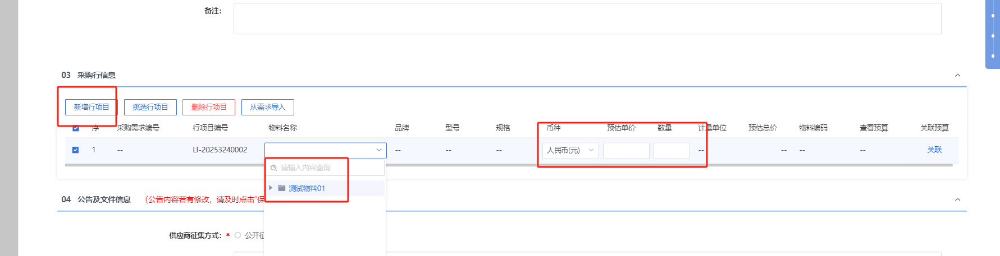 备注：
03 采购行信息
新增行项目 挑选行项目 删除行项目 从需求导入
序 采购需求编号 行项目编号 物料名称 品牌 型号 规格 币种 预估单价 数量 计量单位 预估总价 物料编码 查看预算 关联预算
1 -- LI-20253240002 -- -- -- 人民币(元) -- -- -- -- 关联
请输入内容查询
测试物料01
04 公告及文件信息 （公告内容若有修改，请及时点击“保
供应商征集方式：* 公开征